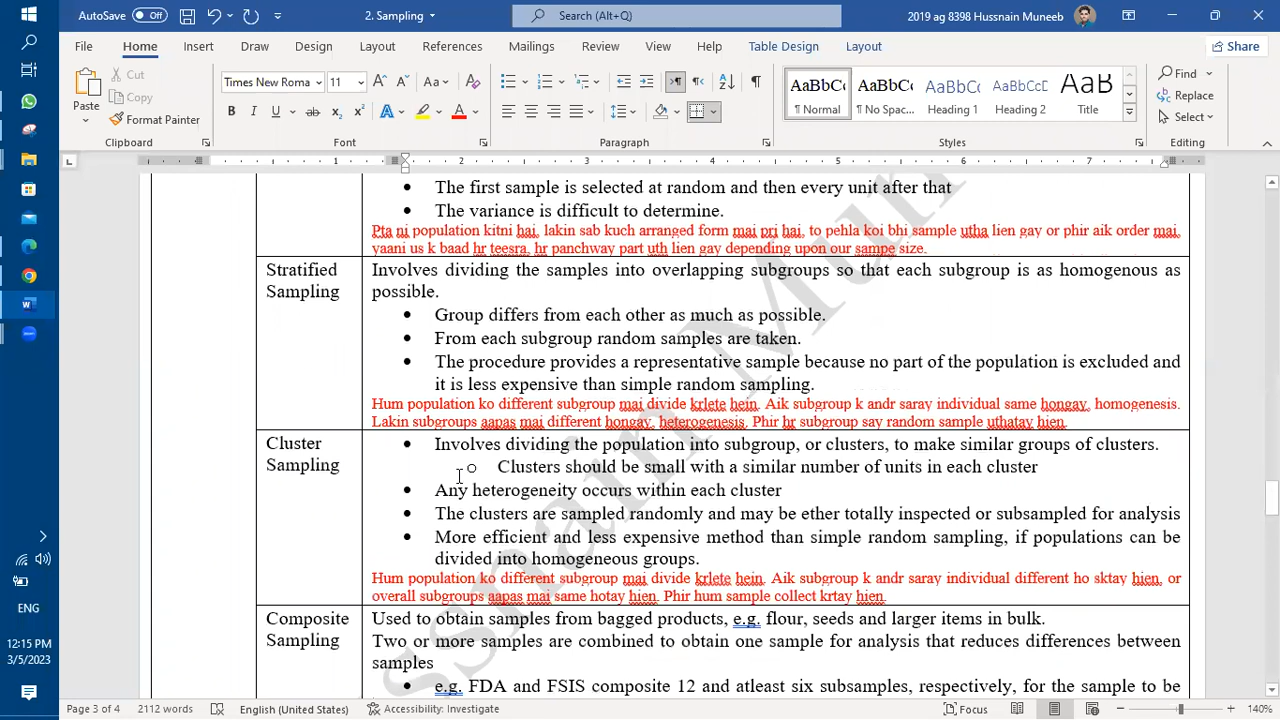 AutoSave Off
2. Sampling
Search (Alt+Q)
2019 ag 8398 Hussnain Muneeb
File Home Insert Draw Design Layout References Mailings Review View Help Table Design Layout
Share
Paste
Cut
Copy
Format Painter
Clipboard
Times New Roma 11
Font
Paragraph
AaBbC AaBbC AaBbC AaBbC AaB
¶ Normal ¶ No Spac... Heading 1 Heading 2 Title
Styles
Find
Replace
Select
Editing
1 2 3 4 5 6 7
The first sample is selected at random and then every unit after that
The variance is difficult to determine.
Pta ni population kitni hai, lakin sab kuch arranged form mai pri hai, to pehla koi bhi sample utha lien gay or phir aik order mai,
yaani us k baad hr teesra, hr panchway part uth lien gay depending upon our sampe size.
Stratified
Sampling
Involves dividing the samples into overlapping subgroups so that each subgroup is as homogenous as
possible.
Group differs from each other as much as possible.
From each subgroup random samples are taken.
The procedure provides a representative sample because no part of the population is excluded and
it is less expensive than simple random sampling.
Hum population ko different subgroup mai divide krlete hein. Aik subgroup k andr saray individual same hongay, homogenesis.
Lakin subgroups aapas mai different hongay, heterogenesis. Phir hr subgroup say random sample uthatay hien.
Cluster
Sampling
Involves dividing the population into subgroup, or clusters, to make similar groups of clusters.
Clusters should be small with a similar number of units in each cluster
Any heterogeneity occurs within each cluster
The clusters are sampled randomly and may be ether totally inspected or subsampled for analysis
More efficient and less expensive method than simple random sampling, if populations can be
divided into homogeneous groups.
Hum population ko different subgroup mai divide krlete hein. Aik subgroup k andr saray individual different ho sktay hien, or
overall subgroups aapas mai same hotay hien. Phir hum sample collect krtay hien.
Composite
Sampling
Used to obtain samples from bagged products, e.g. flour, seeds and larger items in bulk.
Two or more samples are combined to obtain one sample for analysis that reduces differences between
samples
e.g. FDA and FSIS composite 12 and atleast six subsamples, respectively, for the sample to be
ssnain Mun
ENG
12:15 PM
3/5/2023
Page 3 of 4 2112 words English (United States) Accessibility: Investigate Focus 140%